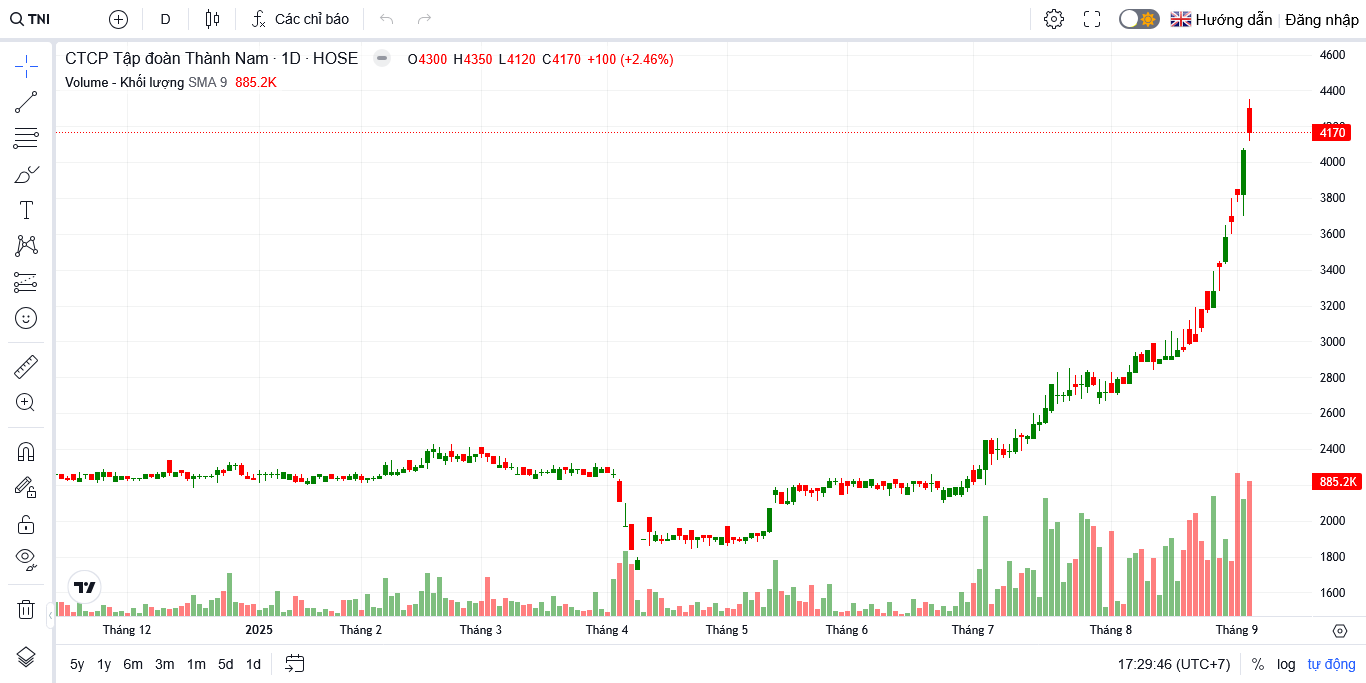 TNI D Các chỉ báo Hướng dẫn Đăng nhập
CTCP Tập đoàn Thành Nam · 1D · HOSE O4300 H4350 L4120 C4170 +100 (+2.46%)
Volume - Khối lượng SMA 9 885.2K
4600
4400
4200
4170
4000
3800
3600
3400
3200
3000
2800
2600
2400
885.2K
2000
1800
1600
Tháng 12 2025 Tháng 2 Tháng 3 Tháng 4 Tháng 5 Tháng 6 Tháng 7 Tháng 8 Tháng 9
5y 1y 6m 3m 1m 5d 1d 17:29:46 (UTC+7) % log tự động